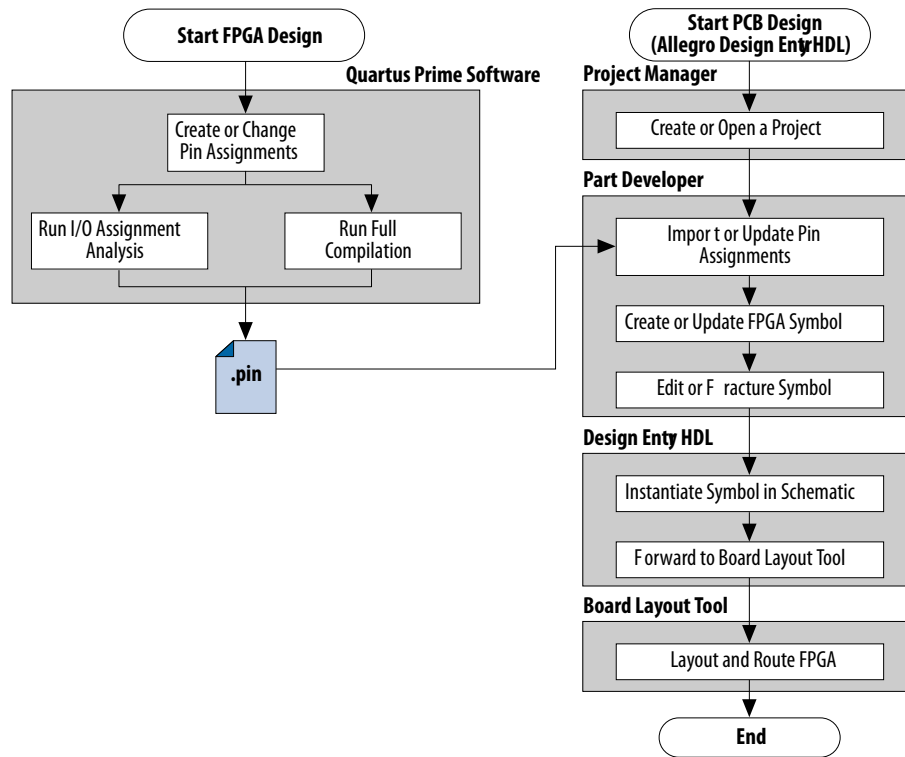 Start FPGA Design
Quartus Prime Software
Create or Change
Pin Assignments
Run I/O Assignment
Analysis
Run Full
Compilation
.pin
Start PCB Design
(Allegro Design Entry HDL)
Project Manager
Create or Open a Project
Part Developer
Impor t or Update Pin
Assignments
Create or Update FPGA Symbol
Edit or F racture Symbol
Design Enty HDL
Instantiate Symbol in Schematic
F orward to Board Layout Tool
Board Layout Tool
Layout and Route FPGA
End